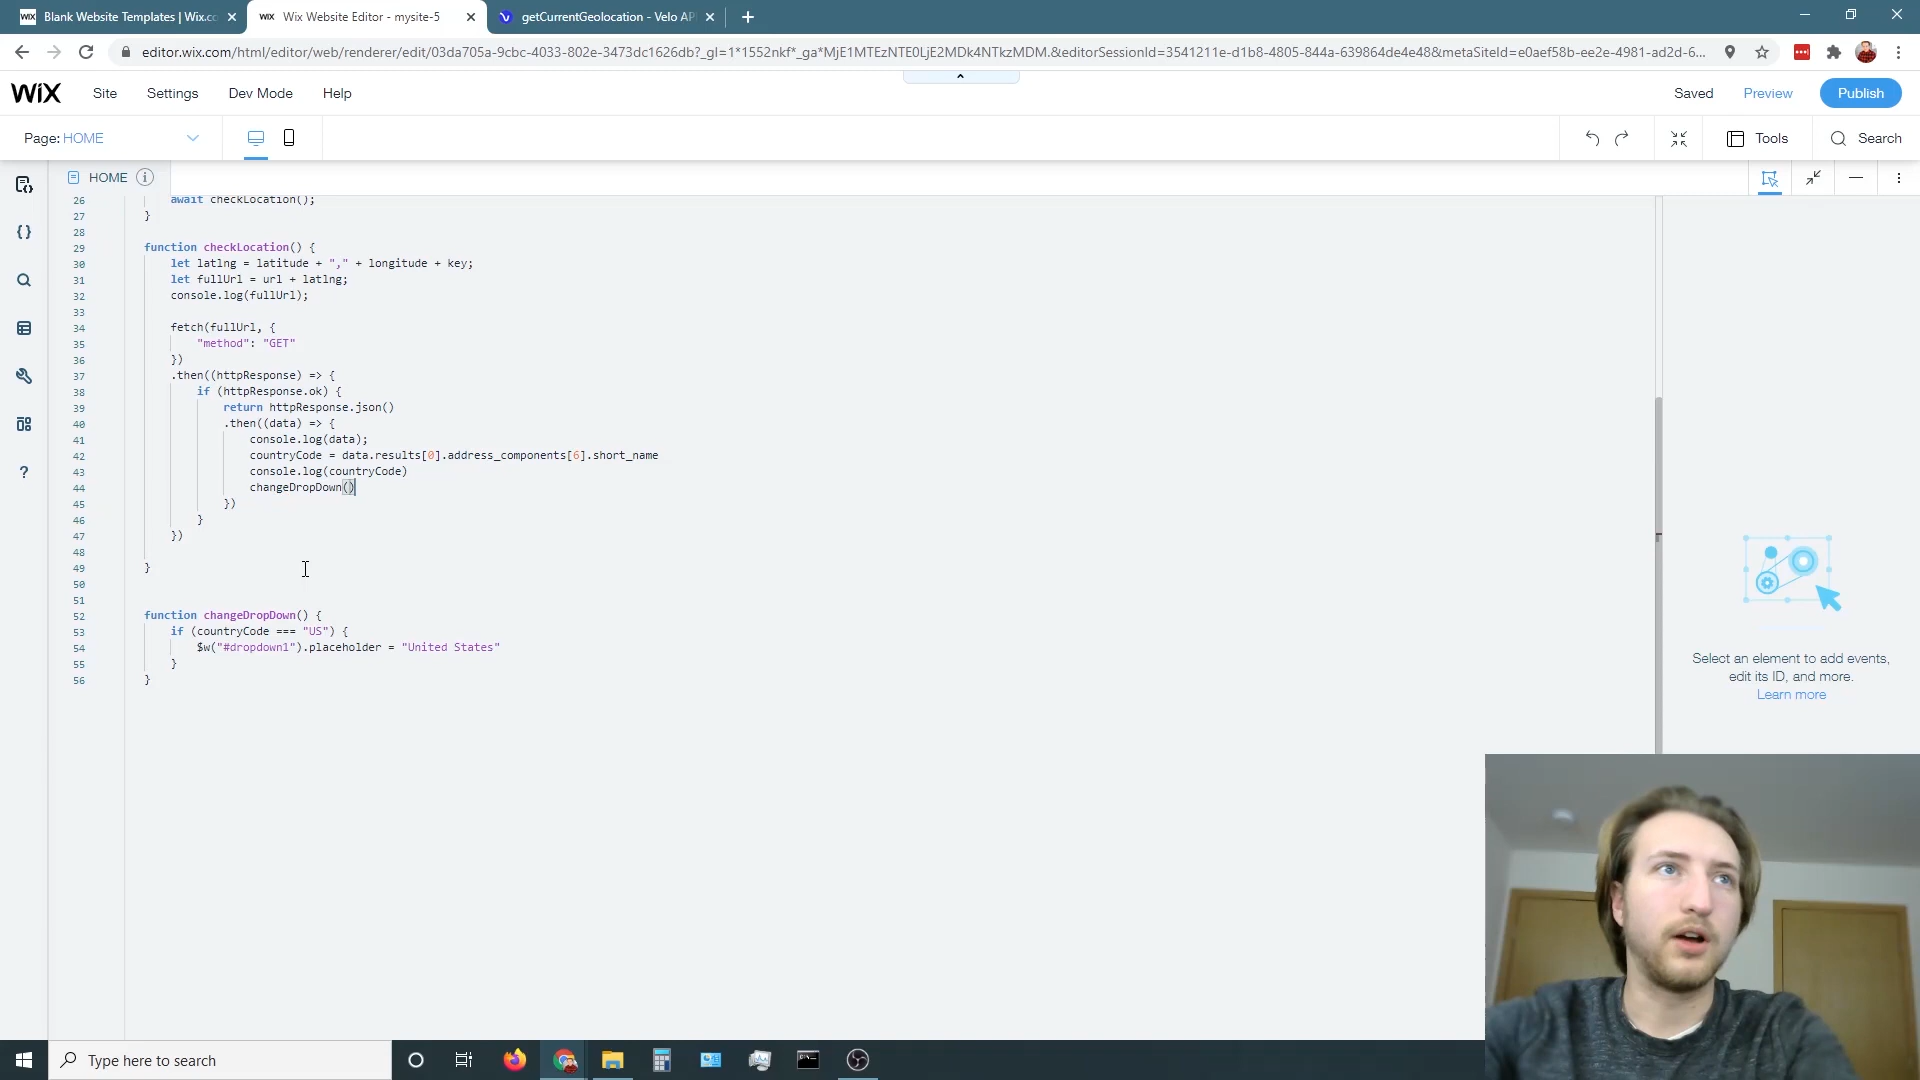 Blank Website Templates | Wix.co
Wix Website Editor - mysite-5
getCurrentGeolocation - Velo AP
editor.wix.com/html/editor/web/renderer/edit/03da705a-9cbc-4033-802e-3473dc1626db?_gl=1*1552nkf*_ga*MjE1MTEzNTE0LjE2MDk4NTkzMDM.&editorSessionId=3541211e-d1b8-4805-844a-639864de4e48&metaSiteId=e0aef58b-ee2e-4981-ad2d-6...
WiX Site Settings Dev Mode Help Saved Preview Publish
Page: HOME Tools Search
HOME
26 await checkLocation();
27 }
28
29 function checkLocation() {
30 let latlng = latitude + "," + longitude + key;
31 let fullUrl = url + latlng;
32 console.log(fullUrl);
33
34 fetch(fullUrl, {
35 "method": "GET"
36 })
37 .then((httpResponse) => {
38 if (httpResponse.ok) {
39 return httpResponse.json()
40 .then((data) => {
41 console.log(data);
42 countryCode = data.results[0].address_components[6].short_name
43 console.log(countryCode)
44 changeDropDown()
45 })
46 }
47 })
48
49 }
50
51
52 function changeDropDown() {
53 if (countryCode === "US") {
54 $w("#dropdown1").placeholder = "United States"
55 }
56 }
Select an element to add events,
edit its ID, and more.
Learn more
Type here to search